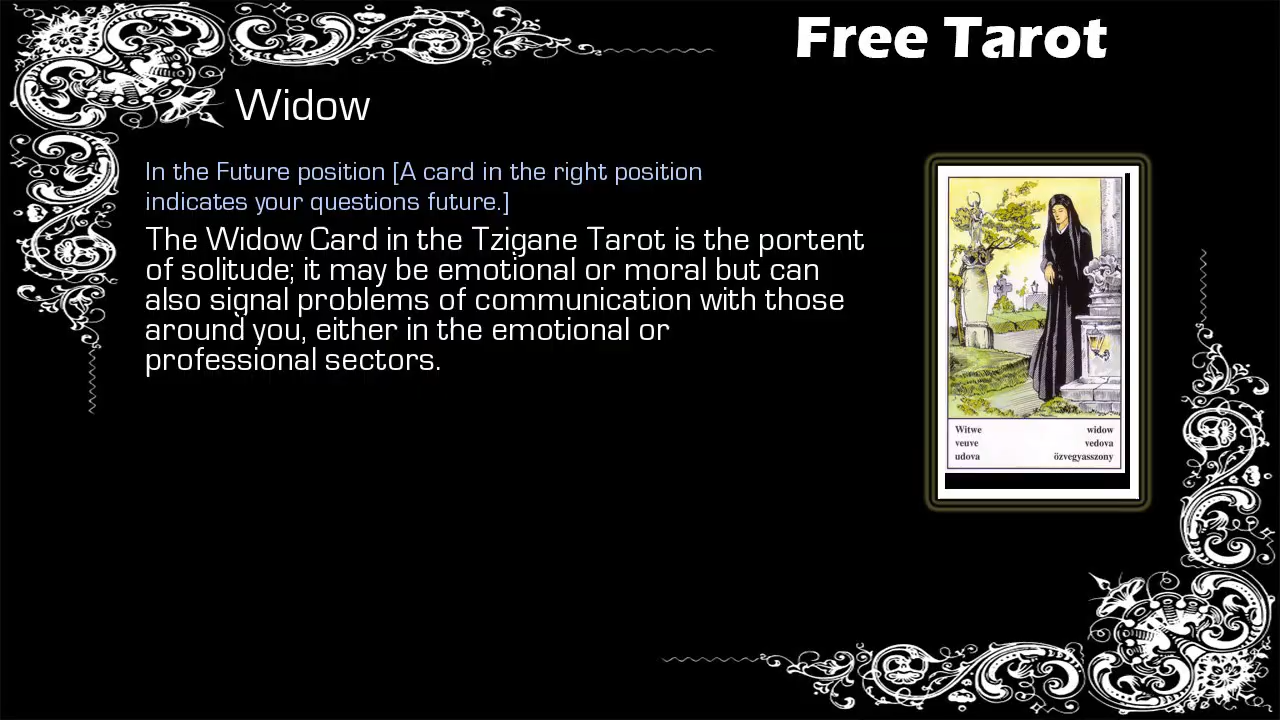 Free Tarot
Widow
In the Future position [A card in the right position
indicates your questions future.]
The Widow Card in the Tzigane Tarot is the portent
of solitude; it may be emotional or moral but can
also signal problems of communication with those
around you, either in the emotional or
professional sectors.
Witwe widow
veuve vedova
udova özvegyasszony